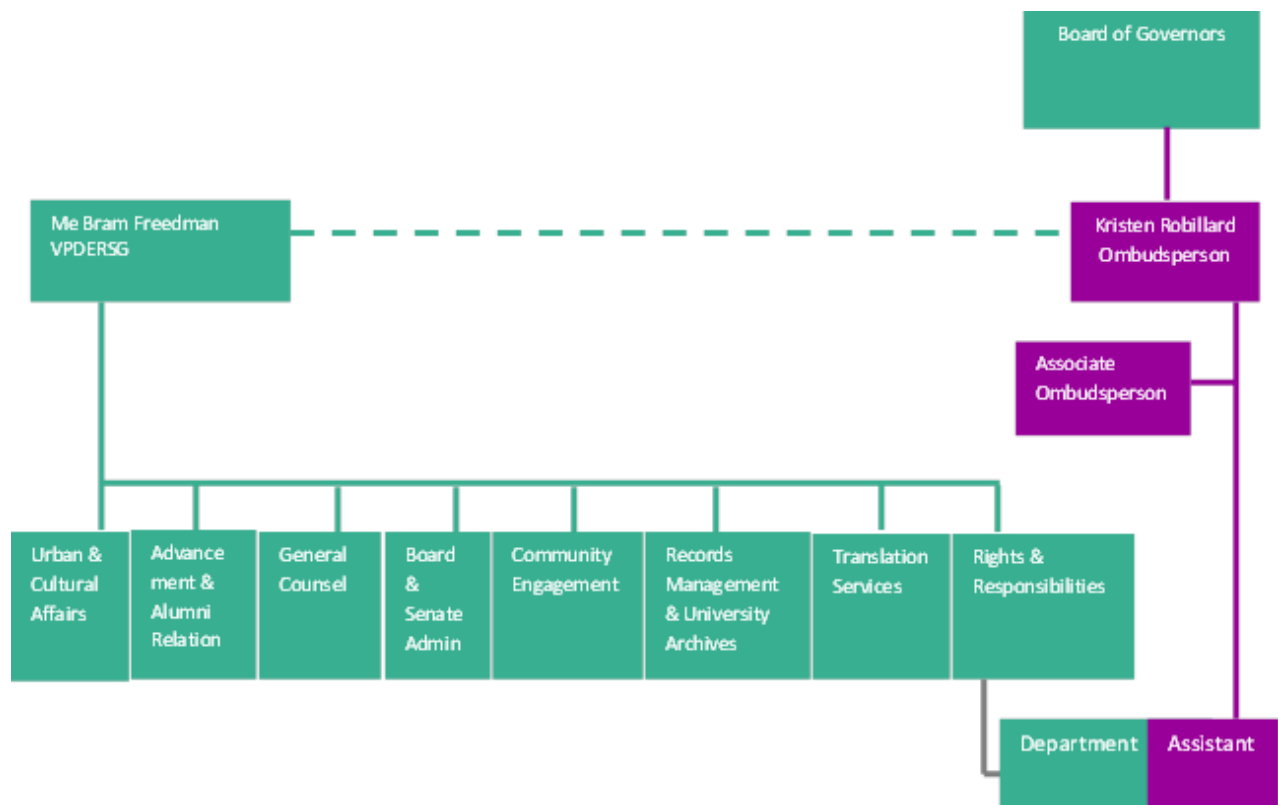 Board of Governors
Me Bram Freedman
VPDERSG
Kristen Robillard
Ombudsperson
Associate
Ombudsperson
Urban &
Cultural
Affairs
Advance
ment &
Alumni
Relation
General
Counsel
Board
&
Senate
Admin
Community
Engagement
Records
Management
& University
Archives
Translation
Services
Rights &
Responsibilities
Department
Assistant